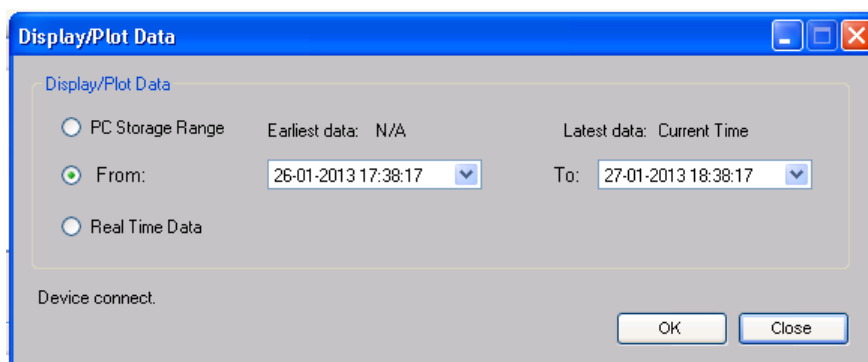 Display/Plot Data
Display/Plot Data
PC Storage Range Earliest data: N/A Latest data: Current Time
From: 26-01-2013 17:38:17 To: 27-01-2013 18:38:17
Real Time Data
Device connect.
OK Close